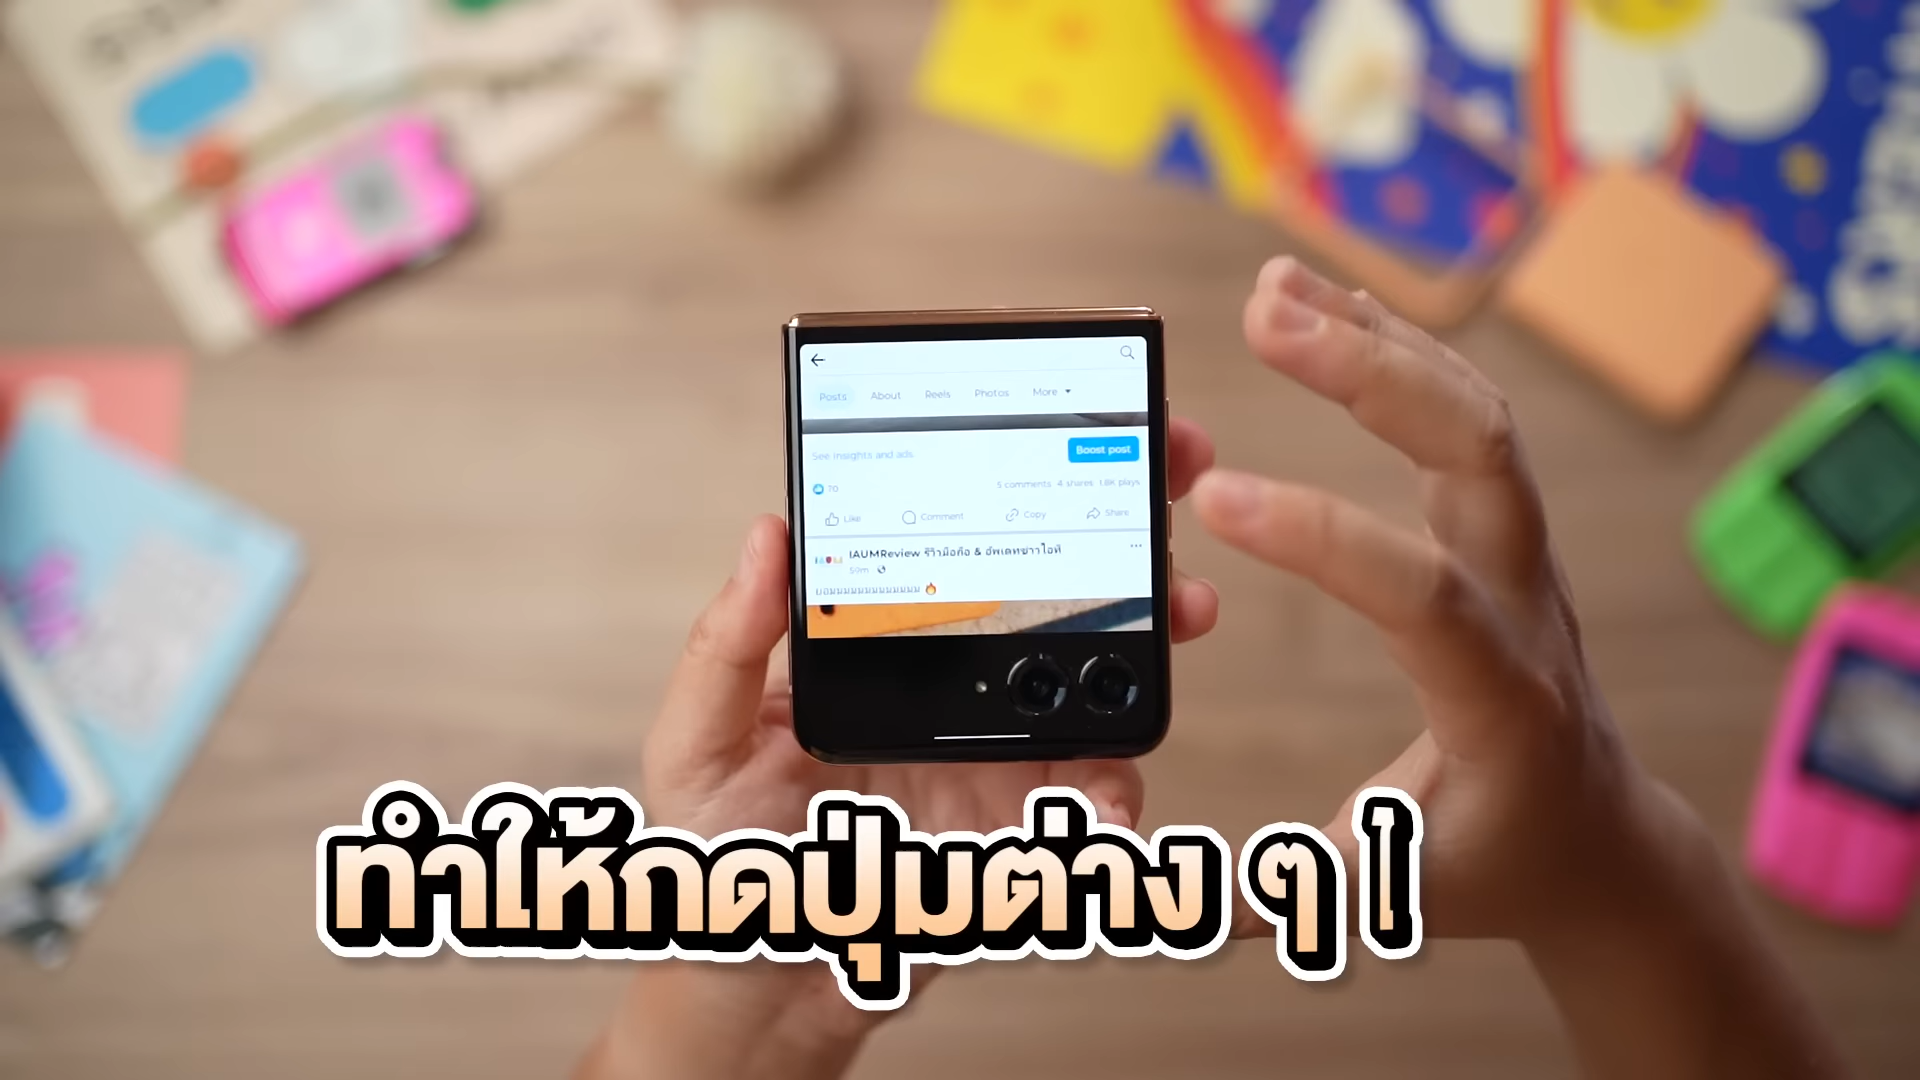 Posts About Reels Photos More
See insights and ads
Boost post
70
5 comments 4 shares 1.8K plays
Like Comment Copy Share
IAUMReview รีวิวมือถือ & อัพเดทข่าวไอที
59m
ทำให้กดปุ่มต่าง ๆ ไ